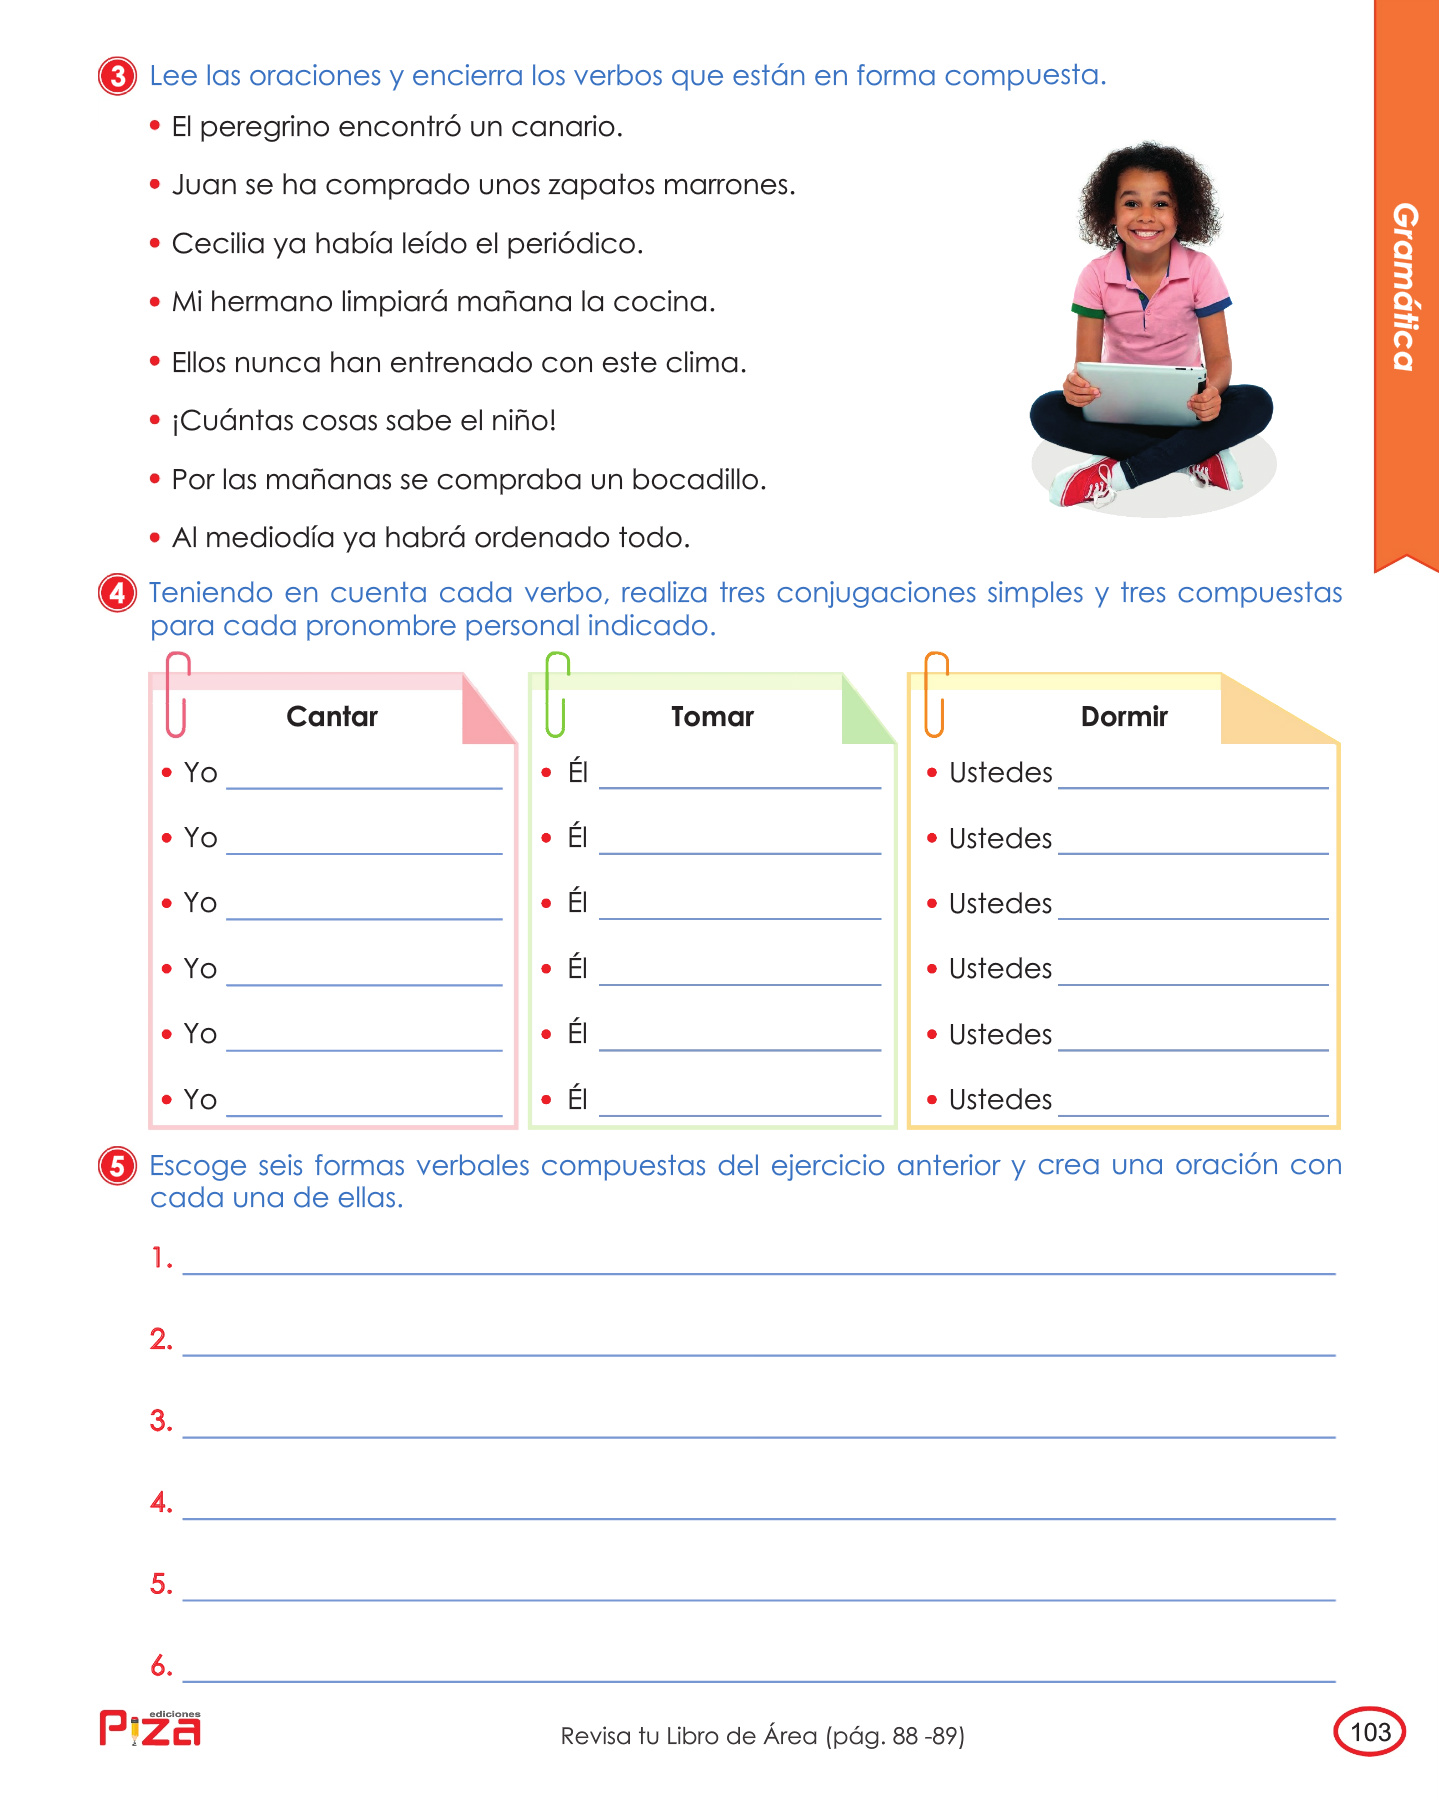 3 Lee las oraciones y encierra los verbos que están en forma compuesta.
• El peregrino encontró un canario.
• Juan se ha comprado unos zapatos marrones.
• Cecilia ya había leído el periódico.
• Mi hermano limpiará mañana la cocina.
• Ellos nunca han entrenado con este clima.
• ¡Cuántas cosas sabe el niño!
• Por las mañanas se compraba un bocadillo.
• Al mediodía ya habrá ordenado todo.
Gramática
4 Teniendo en cuenta cada verbo, realiza tres conjugaciones simples y tres compuestas
para cada pronombre personal indicado.
Cantar
• Yo
• Yo
• Yo
• Yo
• Yo
• Yo
Tomar
• Él
• Él
• Él
• Él
• Él
• Él
Dormir
• Ustedes
• Ustedes
• Ustedes
• Ustedes
• Ustedes
• Ustedes
5 Escoge seis formas verbales compuestas del ejercicio anterior y crea una oración con
cada una de ellas.
1.
2.
3.
4.
5.
6.
ediciones
Piza
Revisa tu Libro de Área (pág. 88 -89)
103